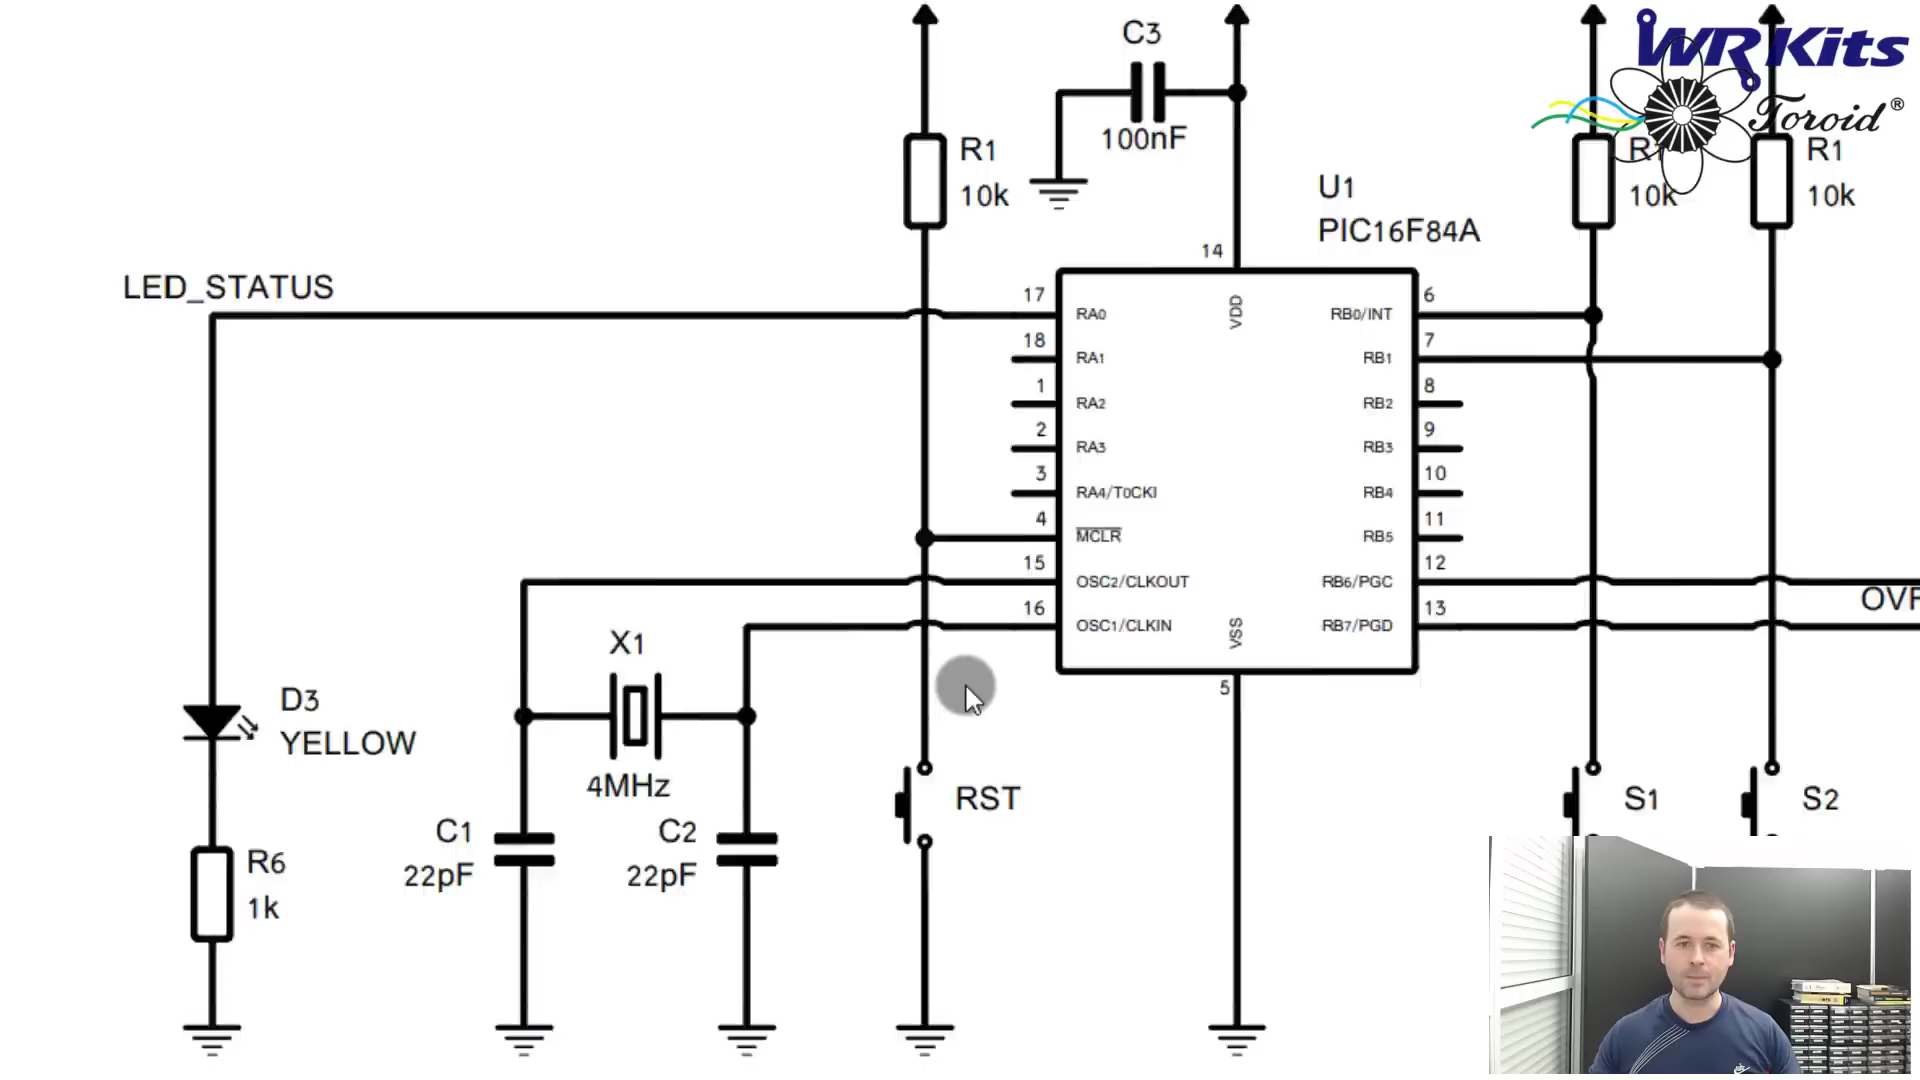 WR Kits
Toroid®
C3
100nF
R1
10k
R1
10k
R1
10k
U1
PIC16F84A
14
LED_STATUS
17 RA0
18 RA1
1 RA2
2 RA3
3 RA4/T0CKI
4 MCLR
15 OSC2/CLKOUT
16 OSC1/CLKIN
VDD
VSS
5
RB0/INT 6
RB1 7
RB2 8
RB3 9
RB4 10
RB5 11
RB6/PGC 12
RB7/PGD 13
X1
4MHz
D3
YELLOW
R6
1k
C1
22pF
C2
22pF
RST
S1
S2